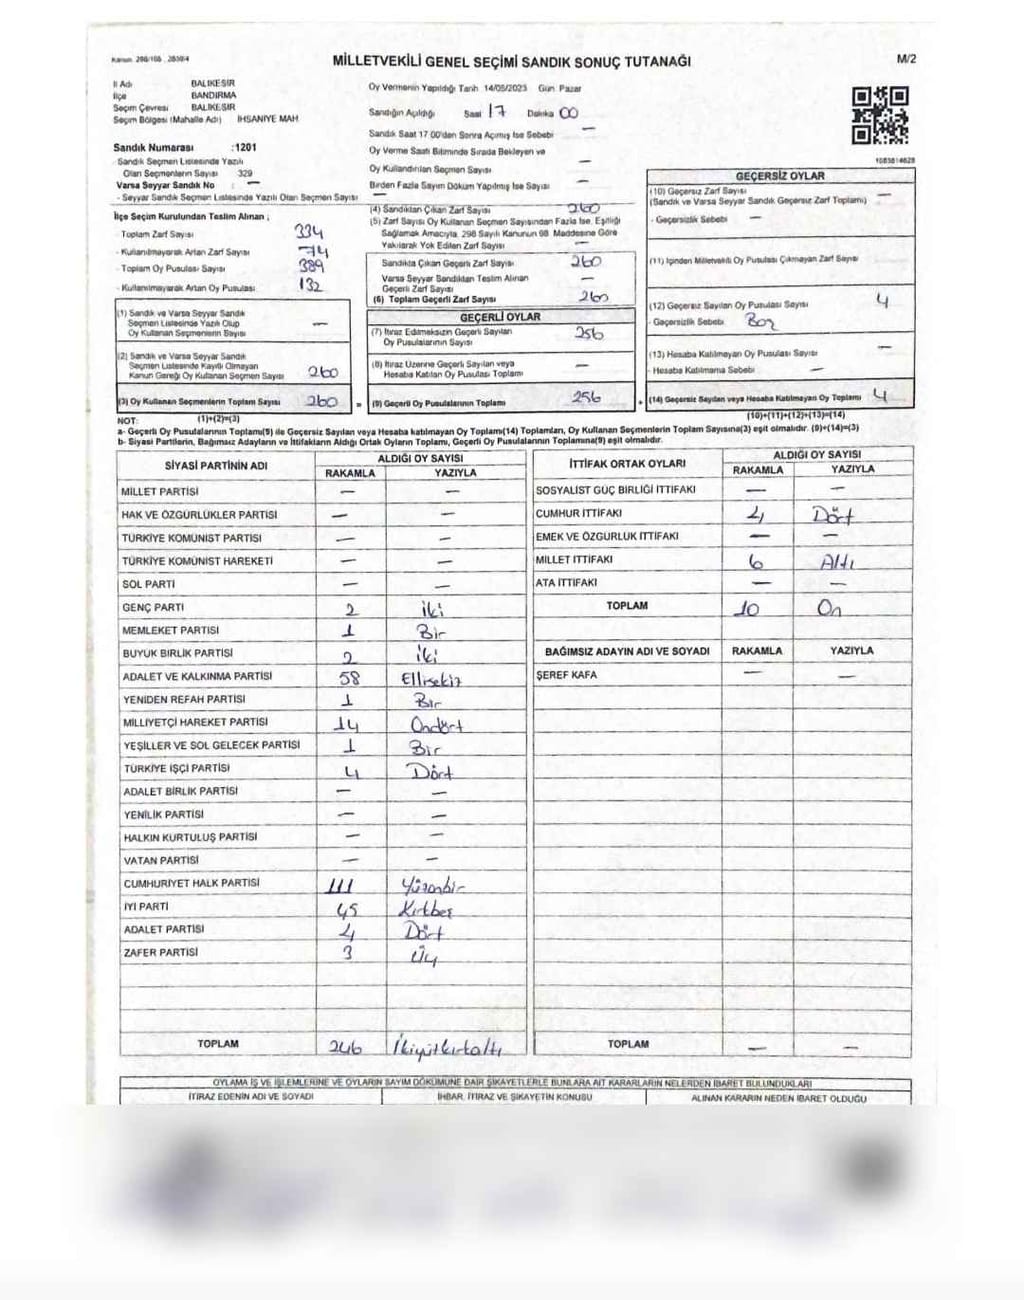 Kanun: 298/105 , 2839/4
MİLLETVEKİLİ GENEL SEÇİMİ SANDIK SONUÇ TUTANAĞI
M/2
İl Adı BALIKESİR
İlçe BANDIRMA
Seçim Çevresi BALIKESİR
Seçim Bölgesi (Mahalle Adı) İHSANİYE MAH
Sandık Numarası :1201
- Sandık Seçmen Listesinde Yazılı
Olan Seçmenlerin Sayısı 329
Varsa Seyyar Sandık No : —
- Seyyar Sandık Seçmen Listesinde Yazılı Olan Seçmen Sayısı —
Oy Vermenin Yapıldığı Tarih 14/05/2023 Gün Pazar
Sandığın Açıldığı Saat 17 Dakika 00
Sandık Saat 17.00'den Sonra Açılmış İse Sebebi —
Oy Verme Saati Bitiminde Sırada Bekleyen ve
Oy Kullandırılan Seçmen Sayısı —
Birden Fazla Sayım Döküm Yapılmış İse Sayısı —
1083814628
İlçe Seçim Kurulundan Teslim Alınan ;
- Toplam Zarf Sayısı 334
- Kullanılmayarak Artan Zarf Sayısı 74
- Toplam Oy Pusulası Sayısı 389
- Kullanılmayarak Artan Oy Pusulası 132
(1) Sandık ve Varsa Seyyar Sandık
Seçmen Listesinde Yazılı Olup
Oy Kullanan Seçmenlerin Sayısı —
(2) Sandık ve Varsa Seyyar Sandık
Seçmen Listesinde Kayıtlı Olmayan
Kanun Gereği Oy Kullanan Seçmen Sayısı 260
(3) Oy Kullanan Seçmenlerin Toplam Sayısı 260 =
(1)+(2)=(3)
(4) Sandıktan Çıkan Zarf Sayısı 260
(5) Zarf Sayısı Oy Kullanan Seçmen Sayısından Fazla İse, Eşitliği
Sağlamak Amacıyla, 298 Sayılı Kanunun 98. Maddesine Göre
Yakılarak Yok Edilen Zarf Sayısı —
Sandıkta Çıkan Geçerli Zarf Sayısı 260
Varsa Seyyar Sandıktan Teslim Alınan
Geçerli Zarf Sayısı —
(6) Toplam Geçerli Zarf Sayısı 260
GEÇERLİ OYLAR
(7) İtiraz Edilmeksizin Geçerli Sayılan
Oy Pusulalarının Sayısı 256
(8) İtiraz Üzerine Geçerli Sayılan veya
Hesaba Katılan Oy Pusulası Toplamı —
(9) Geçerli Oy Pusulalarının Toplamı 256 +
GEÇERSİZ OYLAR
(10) Geçersiz Zarf Sayısı
(Sandık ve Varsa Seyyar Sandık Geçersiz Zarf Toplamı) —
- Geçersizlik Sebebi —
(11) İçinden Milletvekili Oy Pusulası Çıkmayan Zarf Sayısı
(12) Geçersiz Sayılan Oy Pusulası Sayısı 4
- Geçersizlik Sebebi Boş
(13) Hesaba Katılmayan Oy Pusulası Sayısı —
- Hesaba Katılmama Sebebi —
(14) Geçersiz Sayılan veya Hesaba Katılmayan Oy Toplamı 4
(10)+(11)+(12)+(13)=(14)
NOT:
a- Geçerli Oy Pusulalarının Toplamı(9) ile Geçersiz Sayılan veya Hesaba katılmayan Oy Toplam(14) Toplamları, Oy Kullanan Seçmenlerin Toplam Sayısına(3) eşit olmalıdır. (9)+(14)=(3)
b- Siyasi Partilerin, Bağımsız Adayların ve İttifakların Aldığı Ortak Oyların Toplamı, Geçerli Oy Pusulalarının Toplamına(9) eşit olmalıdır.
SİYASİ PARTİNİN ADI ALDIĞI OY SAYISI
RAKAMLA YAZIYLA
MİLLET PARTİSİ — —
HAK VE ÖZGÜRLÜKLER PARTİSİ — —
TÜRKİYE KOMÜNİST PARTİSİ — —
TÜRKİYE KOMÜNİST HAREKETİ — —
SOL PARTİ — —
GENÇ PARTİ 2 İki
MEMLEKET PARTİSİ 1 Bir
BÜYÜK BİRLİK PARTİSİ 2 İki
ADALET VE KALKINMA PARTİSİ 58 Ellisekiz
YENİDEN REFAH PARTİSİ 1 Bir
MİLLİYETÇİ HAREKET PARTİSİ 14 Ondört
YEŞİLLER VE SOL GELECEK PARTİSİ 1 Bir
TÜRKİYE İŞÇİ PARTİSİ 4 Dört
ADALET BİRLİK PARTİSİ — —
YENİLİK PARTİSİ — —
HALKIN KURTULUŞ PARTİSİ — —
VATAN PARTİSİ — —
CUMHURİYET HALK PARTİSİ 111 Yüzonbir
İYİ PARTİ 45 Kırkbeş
ADALET PARTİSİ 4 Dört
ZAFER PARTİSİ 3 Üç
TOPLAM 246 İkiyüzkırkaltı
İTTİFAK ORTAK OYLARI ALDIĞI OY SAYISI
RAKAMLA YAZIYLA
SOSYALİST GÜÇ BİRLİĞİ İTTİFAKI — —
CUMHUR İTTİFAKI 4 Dört
EMEK VE ÖZGÜRLÜK İTTİFAKI — —
MİLLET İTTİFAKI 6 Altı
ATA İTTİFAKI — —
TOPLAM 10 On
BAĞIMSIZ ADAYIN ADI VE SOYADI RAKAMLA YAZIYLA
ŞEREF KAFA — —
TOPLAM — —
OYLAMA İŞ VE İŞLEMLERİNE VE OYLARIN SAYIM DÖKÜMÜNE DAİR ŞİKAYETLERLE BUNLARA AİT KARARLARIN NELERDEN İBARET BULUNDUKLARI
İTİRAZ EDENİN ADI VE SOYADI İHBAR, İTİRAZ VE ŞİKAYETİN KONUSU ALINAN KARARIN NEDEN İBARET OLDUĞU